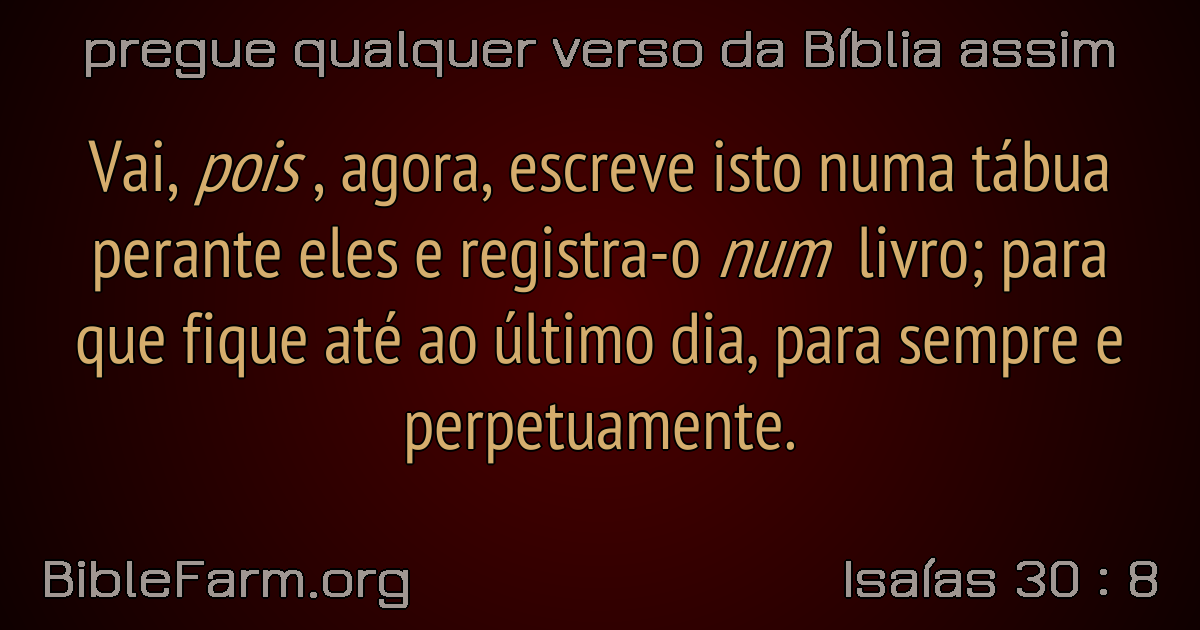 pregue qualquer verso da Bíblia assim
Vai, pois , agora, escreve isto numa tábua
perante eles e registra-o num livro; para
que fique até ao último dia, para sempre e
perpetuamente.
BibleFarm.org
Isaías 30 : 8